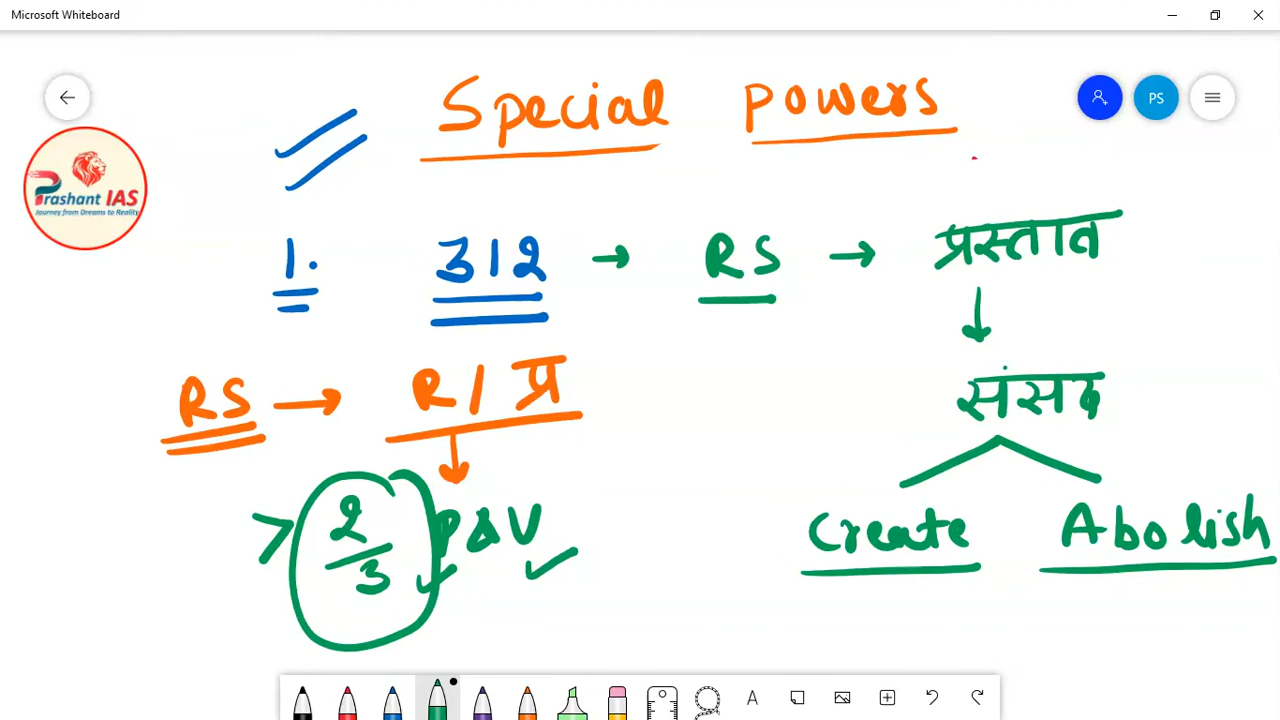 Microsoft Whiteboard
Special Powers
PS
Prashant IAS
Journey from Dreams to Reality
1. 312 → RS → प्रस्ताव
संसद
RS → R/ प्र
> 2/3 P&V
Create Abolish
A